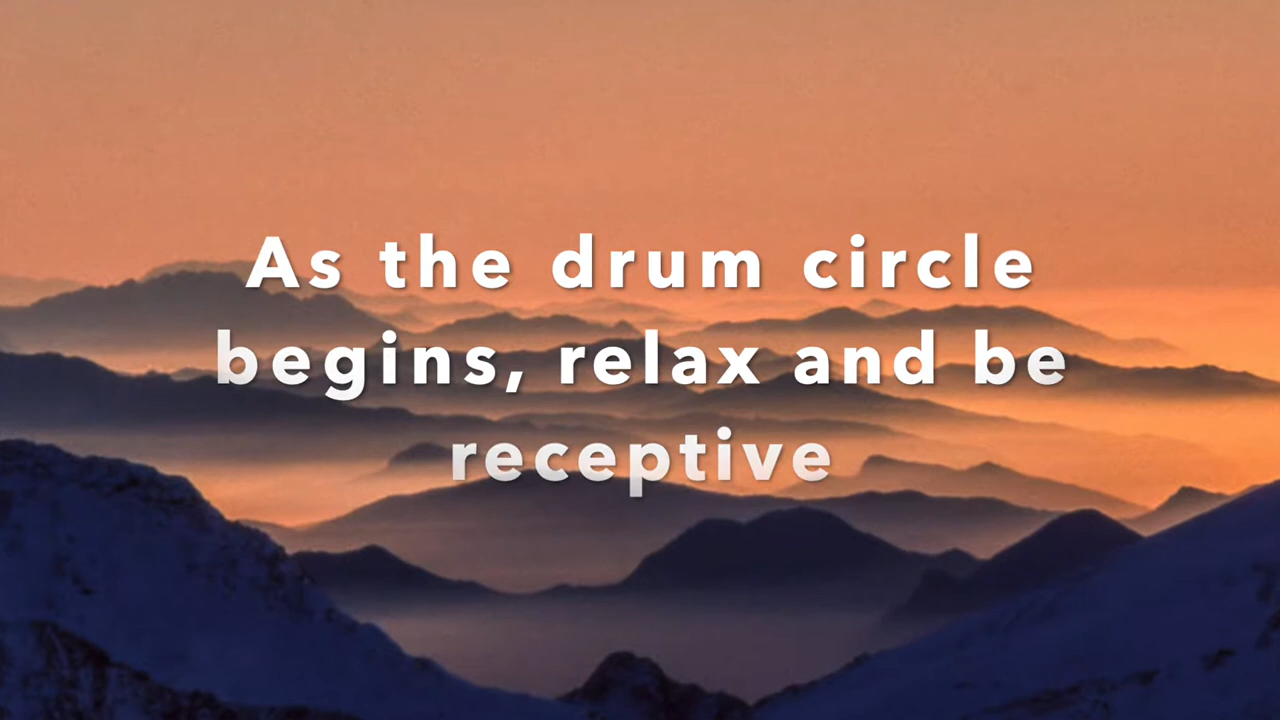 As the drum circle
begins, relax and be
receptive